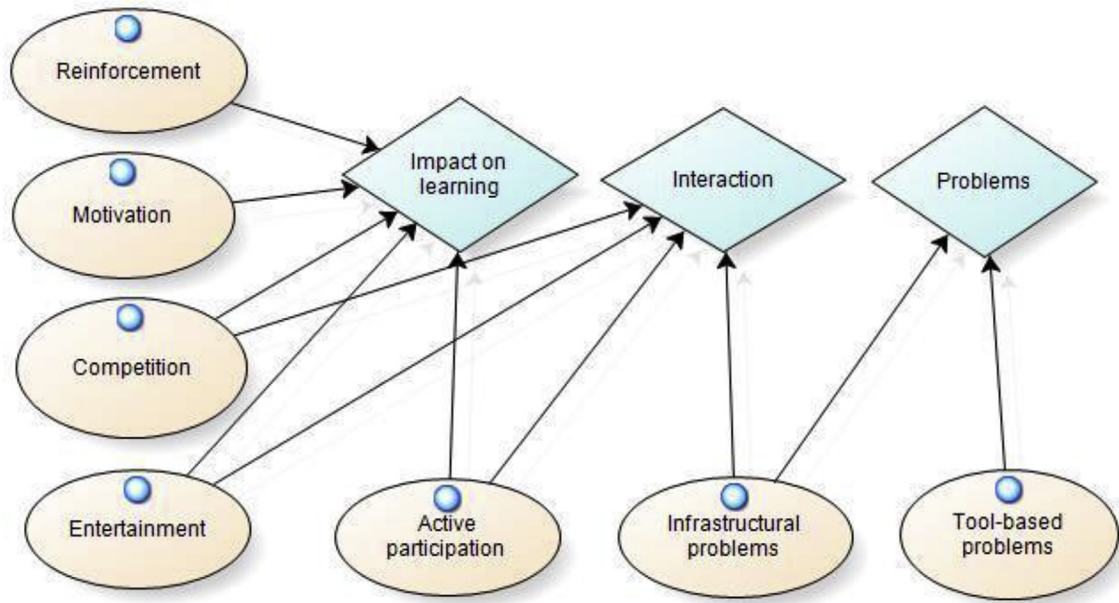 Reinforcement
Impact on
learning
Interaction
Problems
Motivation
Competition
Entertainment
Active
participation
Infrastructural
problems
Tool-based
problems